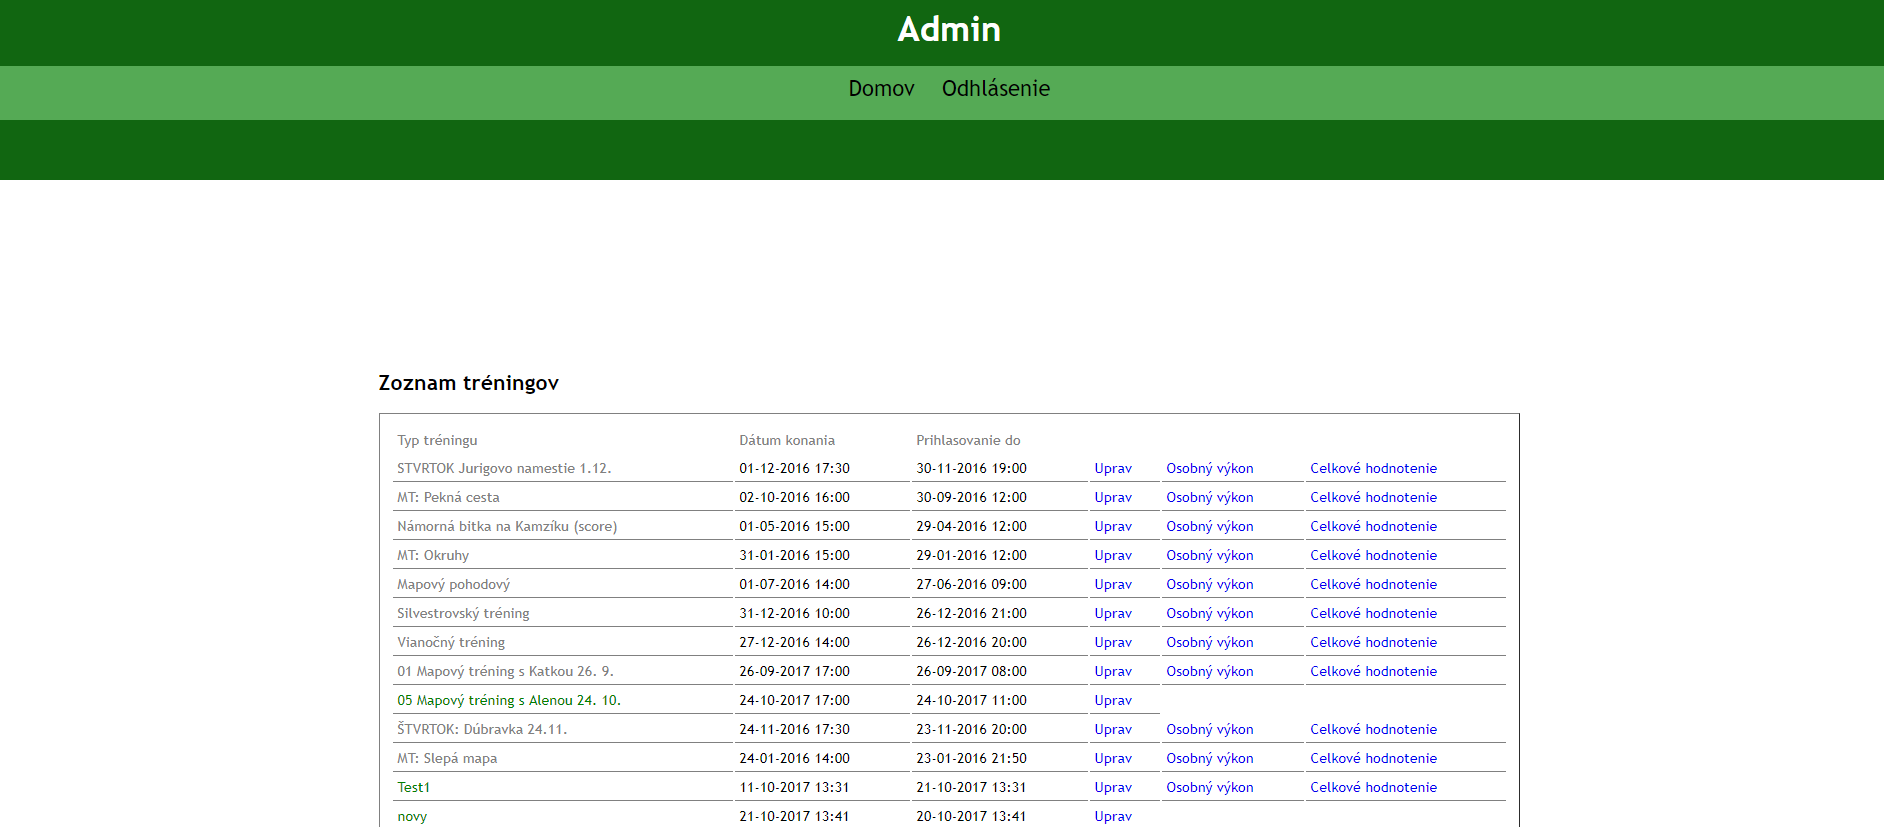 Admin
Domov Odhlásenie
Zoznam tréningov
Typ tréningu Dátum konania Prihlasovanie do
STVRTOK Jurigovo namestie 1.12. 01-12-2016 17:30 30-11-2016 19:00 Uprav Osobný výkon Celkové hodnotenie
MT: Pekná cesta 02-10-2016 16:00 30-09-2016 12:00 Uprav Osobný výkon Celkové hodnotenie
Námorná bitka na Kamzíku (score) 01-05-2016 15:00 29-04-2016 12:00 Uprav Osobný výkon Celkové hodnotenie
MT: Okruhy 31-01-2016 15:00 29-01-2016 12:00 Uprav Osobný výkon Celkové hodnotenie
Mapový pohodový 01-07-2016 14:00 27-06-2016 09:00 Uprav Osobný výkon Celkové hodnotenie
Silvestrovský tréning 31-12-2016 10:00 26-12-2016 21:00 Uprav Osobný výkon Celkové hodnotenie
Vianočný tréning 27-12-2016 14:00 26-12-2016 20:00 Uprav Osobný výkon Celkové hodnotenie
01 Mapový tréning s Katkou 26. 9. 26-09-2017 17:00 26-09-2017 08:00 Uprav Osobný výkon Celkové hodnotenie
05 Mapový tréning s Alenou 24. 10. 24-10-2017 17:00 24-10-2017 11:00 Uprav
ŠTVRTOK: Dúbravka 24.11. 24-11-2016 17:30 23-11-2016 20:00 Uprav Osobný výkon Celkové hodnotenie
MT: Slepá mapa 24-01-2016 14:00 23-01-2016 21:50 Uprav Osobný výkon Celkové hodnotenie
Test1 11-10-2017 13:31 21-10-2017 13:31 Uprav Osobný výkon Celkové hodnotenie
novy 21-10-2017 13:41 20-10-2017 13:41 Uprav